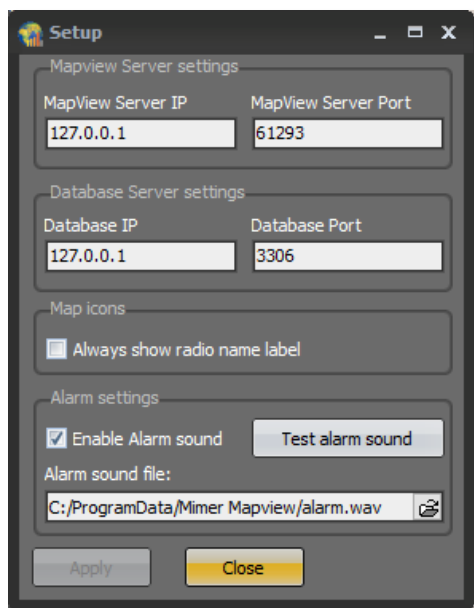 Setup
Mapview Server settings
MapView Server IP MapView Server Port
127.0.0.1 61293
Database Server settings
Database IP Database Port
127.0.0.1 3306
Map icons
Always show radio name label
Alarm settings
Enable Alarm sound Test alarm sound
Alarm sound file:
C:/ProgramData/Mimer Mapview/alarm.wav
Apply Close